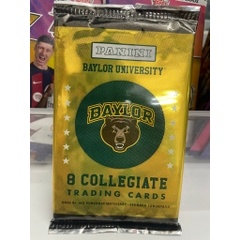 PANINI
BAYLOR UNIVERSITY
BAYLOR
8 COLLEGIATE
TRADING CARDS